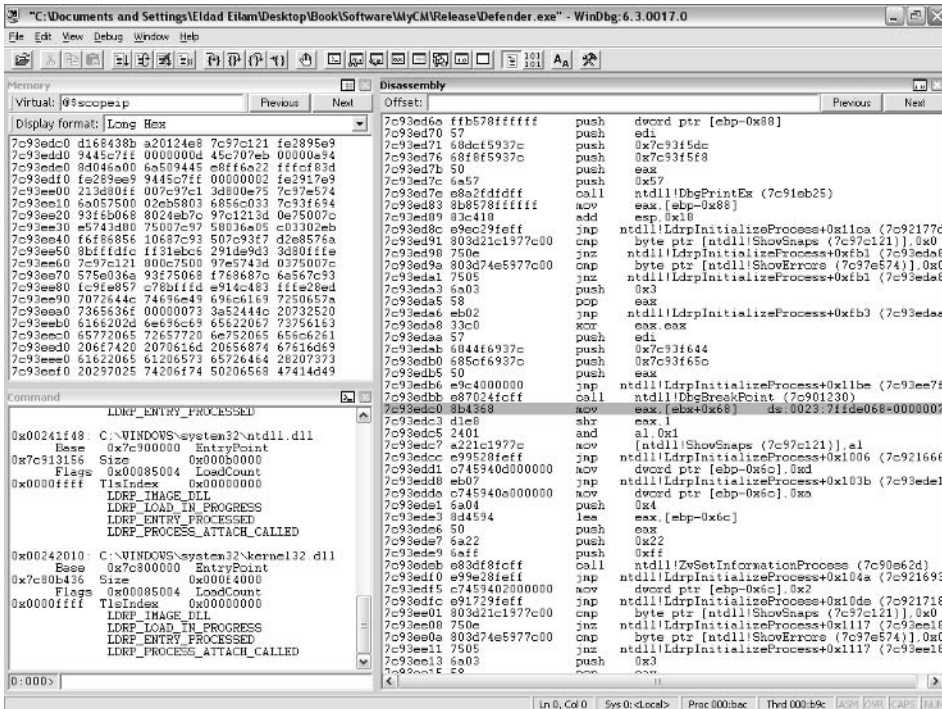 "C:\Documents and Settings\Eldad Eilam\Desktop\Book\Software\MyCM\Release\Defender.exe" - WinDbg:6.3.0017.0
File Edit View Debug Window Help
Memory
Virtual: @$scopeip Previous Next
Display format: Long Hex
7c93edc0 d168438b a20124e8 7c97c121 fe2895e9
7c93edd0 9445c7ff 0000000d 45c707eb 00000a94
7c93ede0 8d046a00 6a509445 e8ff6a22 fffcf83d
7c93edf0 fe289ee9 9445c7ff 00000002 fe2917e9
7c93ee00 213d80ff 007c97c1 3d800e75 7c97e574
7c93ee10 6a057500 02eb5803 6856c033 7c93f694
7c93ee20 93f6b068 8024eb7c 97c1213d 0e75007c
7c93ee30 e5743d80 75007c97 58036a05 c03302eb
7c93ee40 f6f86856 10687c93 507c93f7 d2e8576a
7c93ee50 8bfffdfc ff31ebc6 291de9d3 3d80fffe
7c93ee60 7c97c121 800c7500 97e5743d 0375007c
7c93ee70 575e036a 93f75068 f768687c 6a567c93
7c93ee80 fc9fe857 c78bfffd e914c483 fffe28ed
7c93ee90 7072644c 74696e49 696c6169 7250657a
7c93eea0 7365636f 00000073 3a52444c 20732520
7c93eeb0 6166202d 6e696c69 65622067 73756163
7c93eec0 65772065 72657720 6e752065 656c6261
7c93eed0 206f7420 2070616d 20656874 67616d69
7c93eee0 61622065 61206573 65726464 28207373
7c93eef0 20297025 74206f74 50206568 47414d49
Command
LDRP_ENTRY_PROCESSED
0x00241f48: C:\WINDOWS\system32\ntdll.dll
Base 0x7c900000 EntryPoint
0x7c913156 Size 0x000b0000
Flags 0x00085004 LoadCount
0x0000ffff TlsIndex 0x00000000
LDRP_IMAGE_DLL
LDRP_LOAD_IN_PROGRESS
LDRP_ENTRY_PROCESSED
LDRP_PROCESS_ATTACH_CALLED
0x00242010: C:\WINDOWS\system32\kernel32.dll
Base 0x7c800000 EntryPoint
0x7c80b436 Size 0x000f4000
Flags 0x00085004 LoadCount
0x0000ffff TlsIndex 0x00000000
LDRP_IMAGE_DLL
LDRP_LOAD_IN_PROGRESS
LDRP_ENTRY_PROCESSED
LDRP_PROCESS_ATTACH_CALLED
0:000>
Disassembly
Offset: Previous Next
7c93ed6a ffb578ffffff push dword ptr [ebp-0x88]
7c93ed70 57 push edi
7c93ed71 68dcf5937c push 0x7c93f5dc
7c93ed76 68f8f5937c push 0x7c93f5f8
7c93ed7b 50 push eax
7c93ed7c 6a57 push 0x57
7c93ed7e e8a2fdfdff call ntdll!DbgPrintEx (7c91eb25)
7c93ed83 8b8578ffffff mov eax,[ebp-0x88]
7c93ed89 83c418 add esp,0x18
7c93ed8c e9ec29feff jmp ntdll!LdrpInitializeProcess+0x11ca (7c92177d
7c93ed91 803d21c1977c00 cmp byte ptr [ntdll!ShowSnaps (7c97c121)],0x0
7c93ed98 750e jnz ntdll!LdrpInitializeProcess+0xfb1 (7c93eda8
7c93ed9a 803d74e5977c00 cmp byte ptr [ntdll!ShowErrors (7c97e574)],0x0
7c93eda1 7505 jnz ntdll!LdrpInitializeProcess+0xfb1 (7c93eda8
7c93eda3 6a03 push 0x3
7c93eda5 58 pop eax
7c93eda6 eb02 jmp ntdll!LdrpInitializeProcess+0xfb3 (7c93edaa
7c93eda8 33c0 xor eax,eax
7c93edaa 57 push edi
7c93edab 6844f6937c push 0x7c93f644
7c93edb0 685cf6937c push 0x7c93f65c
7c93edb5 50 push eax
7c93edb6 e9c4000000 jmp ntdll!LdrpInitializeProcess+0x11be (7c93ee7f
7c93edbb e87024fcff call ntdll!DbgBreakPoint (7c901230)
7c93edc0 8b4368 mov eax,[ebx+0x68] ds:0023:7ffde068=0000007
7c93edc3 d1e8 shr eax,1
7c93edc5 2401 and al,0x1
7c93edc7 a221c1977c mov [ntdll!ShowSnaps (7c97c121)],al
7c93edcc e99528feff jmp ntdll!LdrpInitializeProcess+0x1006 (7c921666
7c93edd1 c745940d000000 mov dword ptr [ebp-0x6c],0xd
7c93edd8 eb07 jmp ntdll!LdrpInitializeProcess+0x103b (7c93ede1
7c93edda c745940a000000 mov dword ptr [ebp-0x6c],0xa
7c93ede1 6a04 push 0x4
7c93ede3 8d4594 lea eax,[ebp-0x6c]
7c93ede6 50 push eax
7c93ede7 6a22 push 0x22
7c93ede9 6aff push 0xff
7c93edeb e83df8fcff call ntdll!ZwSetInformationProcess (7c90e62d)
7c93edf0 e99e28feff jmp ntdll!LdrpInitializeProcess+0x104a (7c921693
7c93edf5 c7459402000000 mov dword ptr [ebp-0x6c],0x2
7c93edfc e91729feff jmp ntdll!LdrpInitializeProcess+0x10de (7c921718
7c93ee01 803d21c1977c00 cmp byte ptr [ntdll!ShowSnaps (7c97c121)],0x0
7c93ee08 750e jnz ntdll!LdrpInitializeProcess+0x1117 (7c93ee18
7c93ee0a 803d74e5977c00 cmp byte ptr [ntdll!ShowErrors (7c97e574)],0x0
7c93ee11 7505 jnz ntdll!LdrpInitializeProcess+0x1117 (7c93ee18
7c93ee13 6a03 push 0x3
Ln 0, Col 0 Sys 0:<Local> Proc 000:bac Thrd 000:b9c ASM OVR CAPS NUM